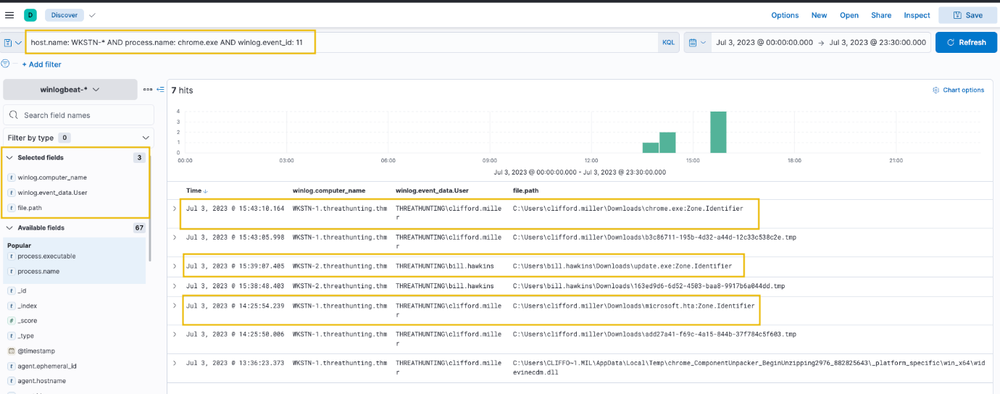 D
Discover
Options
New
Open
Share
Inspect
Save
host.name: WKSTN-* AND process.name: chrome.exe AND winlog.event_id: 11
KQL
Jul 3, 2023 @ 00:00:00.000 → Jul 3, 2023 @ 23:30:00.000
Refresh
+ Add filter
winlogbeat-*
Search field names
Filter by type 0
Selected fields 3
t winlog.computer_name
t winlog.event_data.User
t file.path
Available fields 67
Popular
t process.executable
t process.name
t _id
t _index
# _score
t _type
@timestamp
t agent.ephemeral_id
t agent.hostname
7 hits
Chart options
4
3
2
1
0
00:00 03:00 06:00 09:00 12:00 15:00 18:00 21:00
Jul 3, 2023 @ 00:00:00.000 - Jul 3, 2023 @ 23:30:00.000
Time ↓ winlog.computer_name winlog.event_data.User file.path
Jul 3, 2023 @ 15:43:10.164 WKSTN-1.threathunting.thm THREATHUNTING\clifford.mille C:\Users\clifford.miller\Downloads\chrome.exe:Zone.Identifier
r
Jul 3, 2023 @ 15:43:05.998 WKSTN-1.threathunting.thm THREATHUNTING\clifford.mille C:\Users\clifford.miller\Downloads\b3c86711-195b-4d32-a44d-12c33c538c2e.tmp
r
Jul 3, 2023 @ 15:39:07.405 WKSTN-2.threathunting.thm THREATHUNTING\bill.hawkins C:\Users\bill.hawkins\Downloads\update.exe:Zone.Identifier
Jul 3, 2023 @ 15:38:48.403 WKSTN-2.threathunting.thm THREATHUNTING\bill.hawkins C:\Users\bill.hawkins\Downloads\163ed9d6-6d52-4503-baa8-9917b6a044dd.tmp
Jul 3, 2023 @ 14:25:54.239 WKSTN-1.threathunting.thm THREATHUNTING\clifford.mille C:\Users\clifford.miller\Downloads\microsoft.hta:Zone.Identifier
r
Jul 3, 2023 @ 14:25:50.006 WKSTN-1.threathunting.thm THREATHUNTING\clifford.mille C:\Users\clifford.miller\Downloads\add27a41-f69c-4a15-844b-37f784c5f603.tmp
r
Jul 3, 2023 @ 13:36:23.373 WKSTN-1.threathunting.thm THREATHUNTING\clifford.mille C:\Users\CLIFFO~1.MIL\AppData\Local\Temp\chrome_ComponentUnpacker_BeginUnzipping2976_882825643\_platform_specific\win_x64\wid
r evinecdm.dll